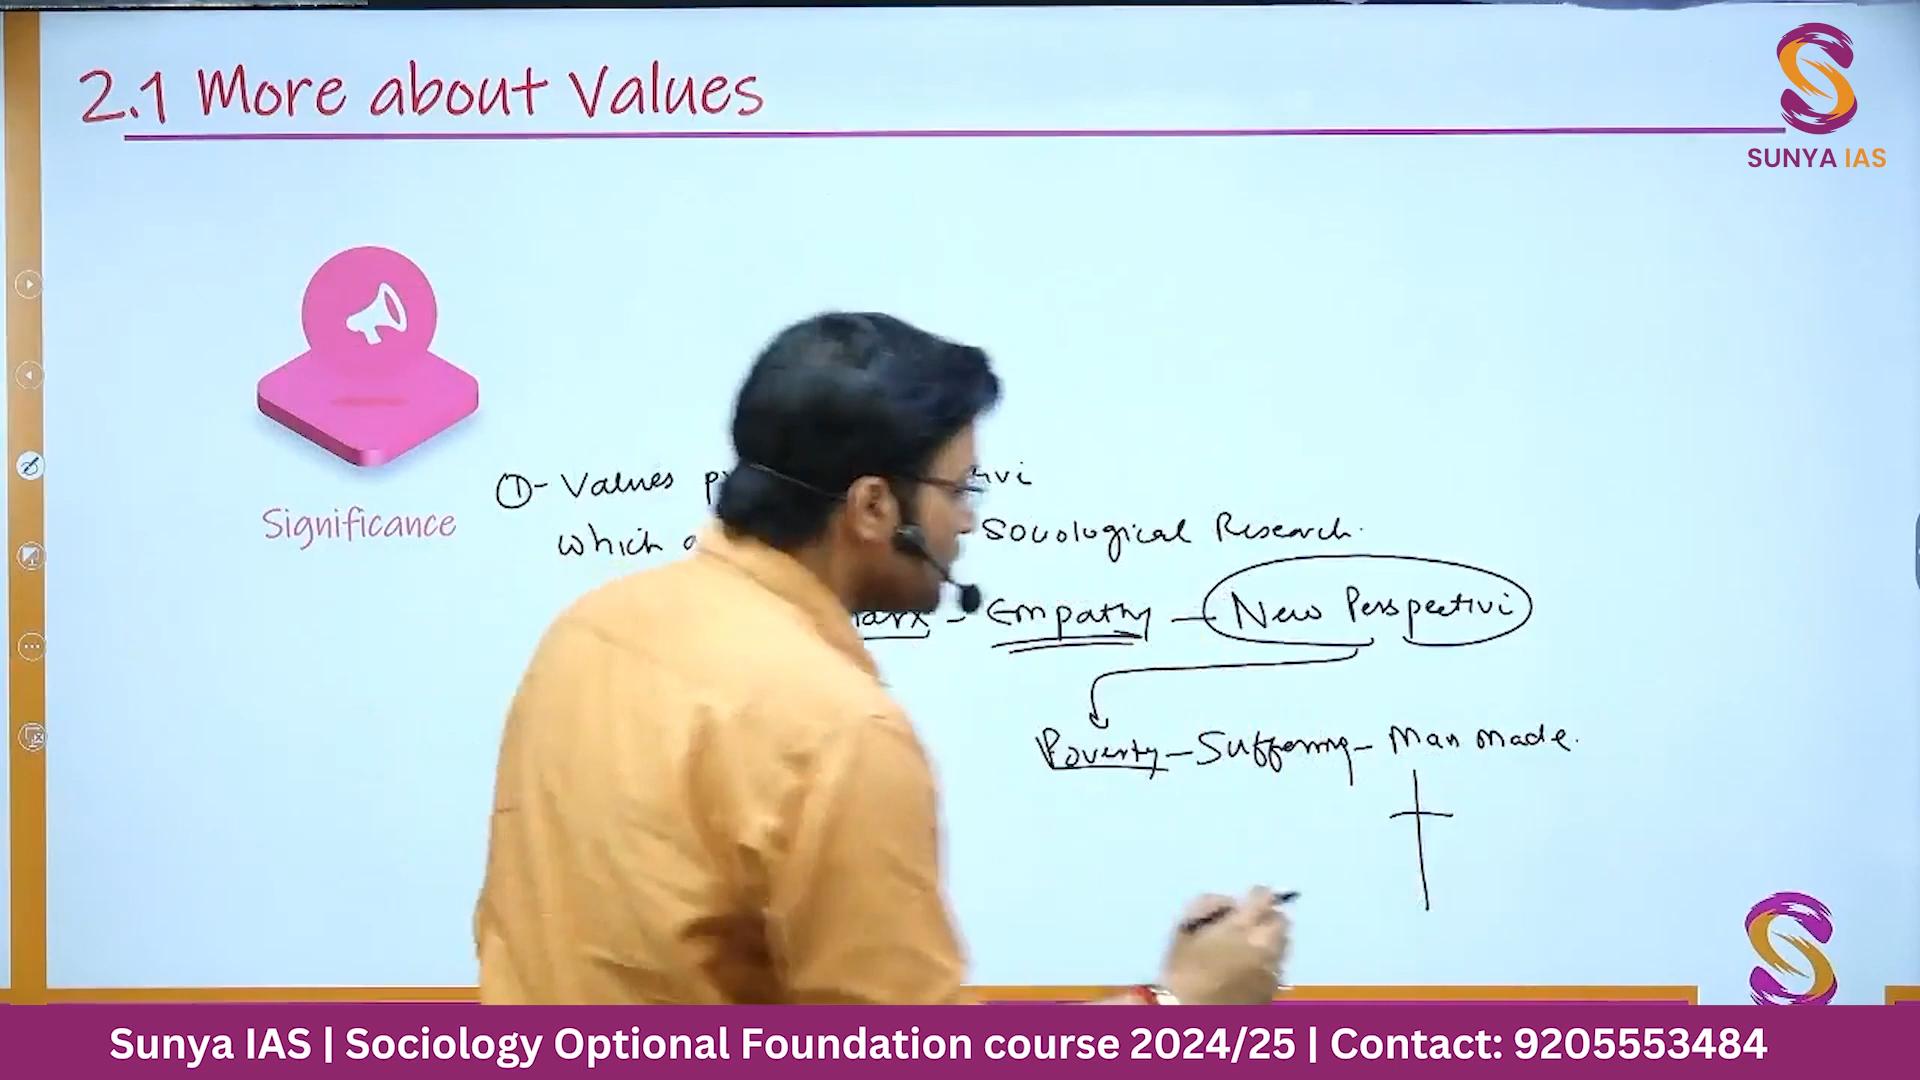 2.1 More about Values
SUNYA IAS
Significance
①- Values
which
Sociological Research.
- Empathy - New Perspectivi
Poverty - Suffering - Man made.
Sunya IAS | Sociology Optional Foundation course 2024/25 | Contact: 9205553484